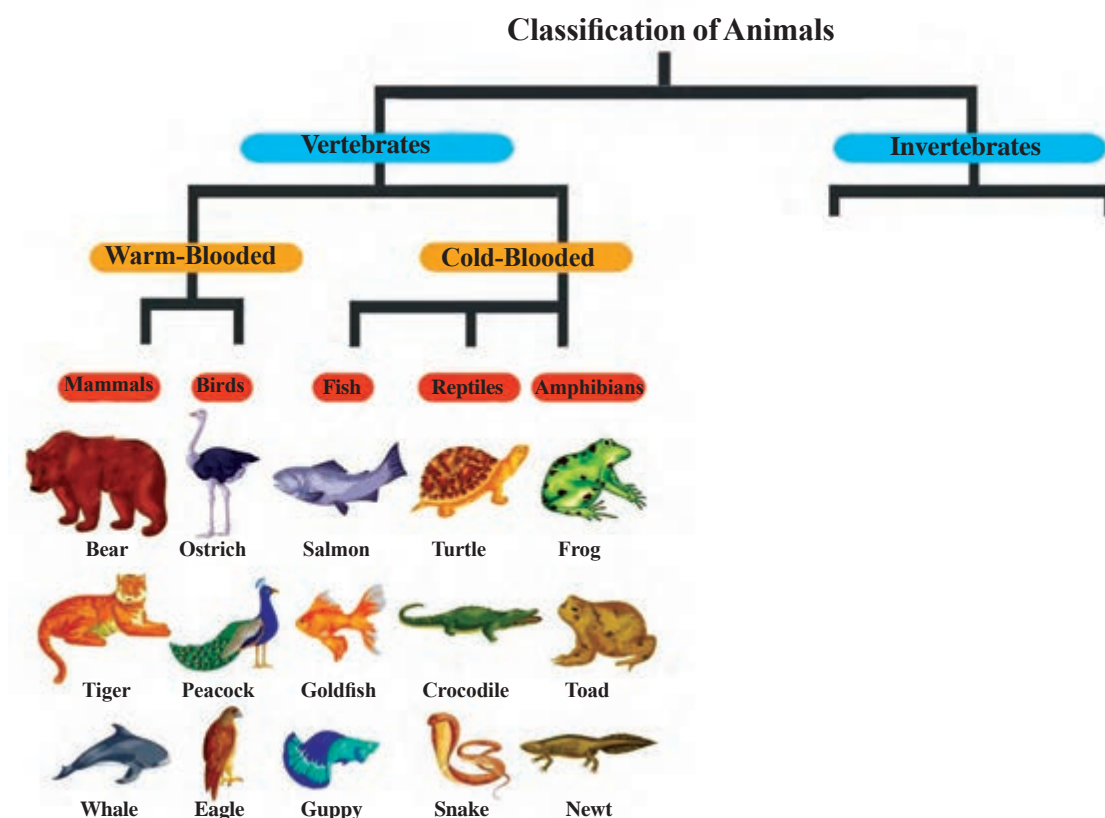 Classification of Animals
Vertebrates
Invertebrates
Warm-Blooded
Cold-Blooded
Mammals
Birds
Fish
Reptiles
Amphibians
Bear
Ostrich
Salmon
Turtle
Frog
Tiger
Peacock
Goldfish
Crocodile
Toad
Whale
Eagle
Guppy
Snake
Newt